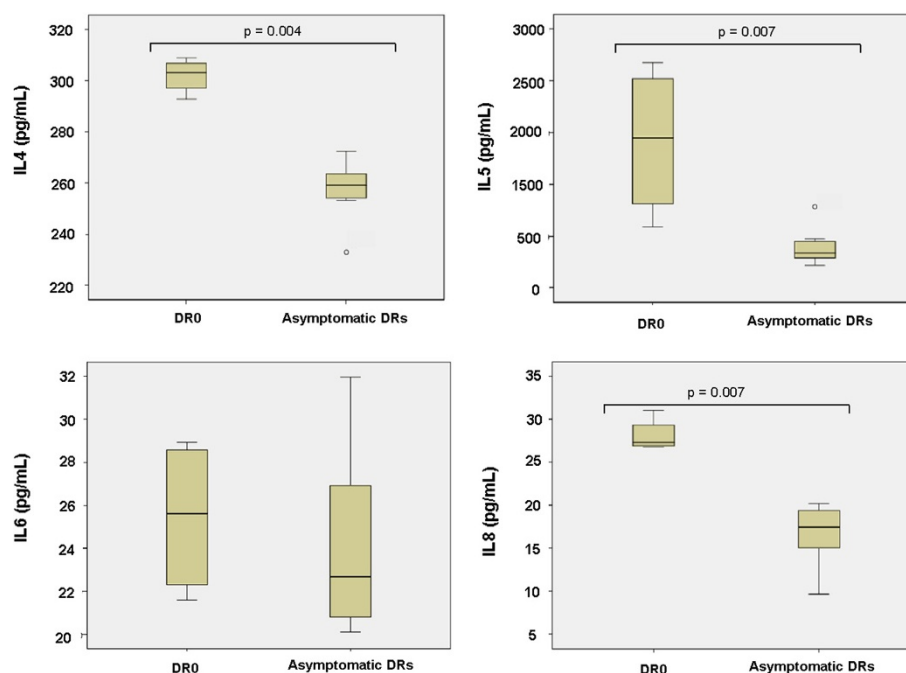 p = 0.004
320
300
280
260
240
220
IL4 (pg/mL)
DR0
Asymptomatic DRs
p = 0.007
3000
2500
2000
1500
500
0
IL5 (pg/mL)
DR0
Asymptomatic DRs
32
30
28
26
24
22
20
IL6 (pg/mL)
DR0
Asymptomatic DRs
p = 0.007
35
30
25
20
15
10
5
IL8 (pg/mL)
DR0
Asymptomatic DRs